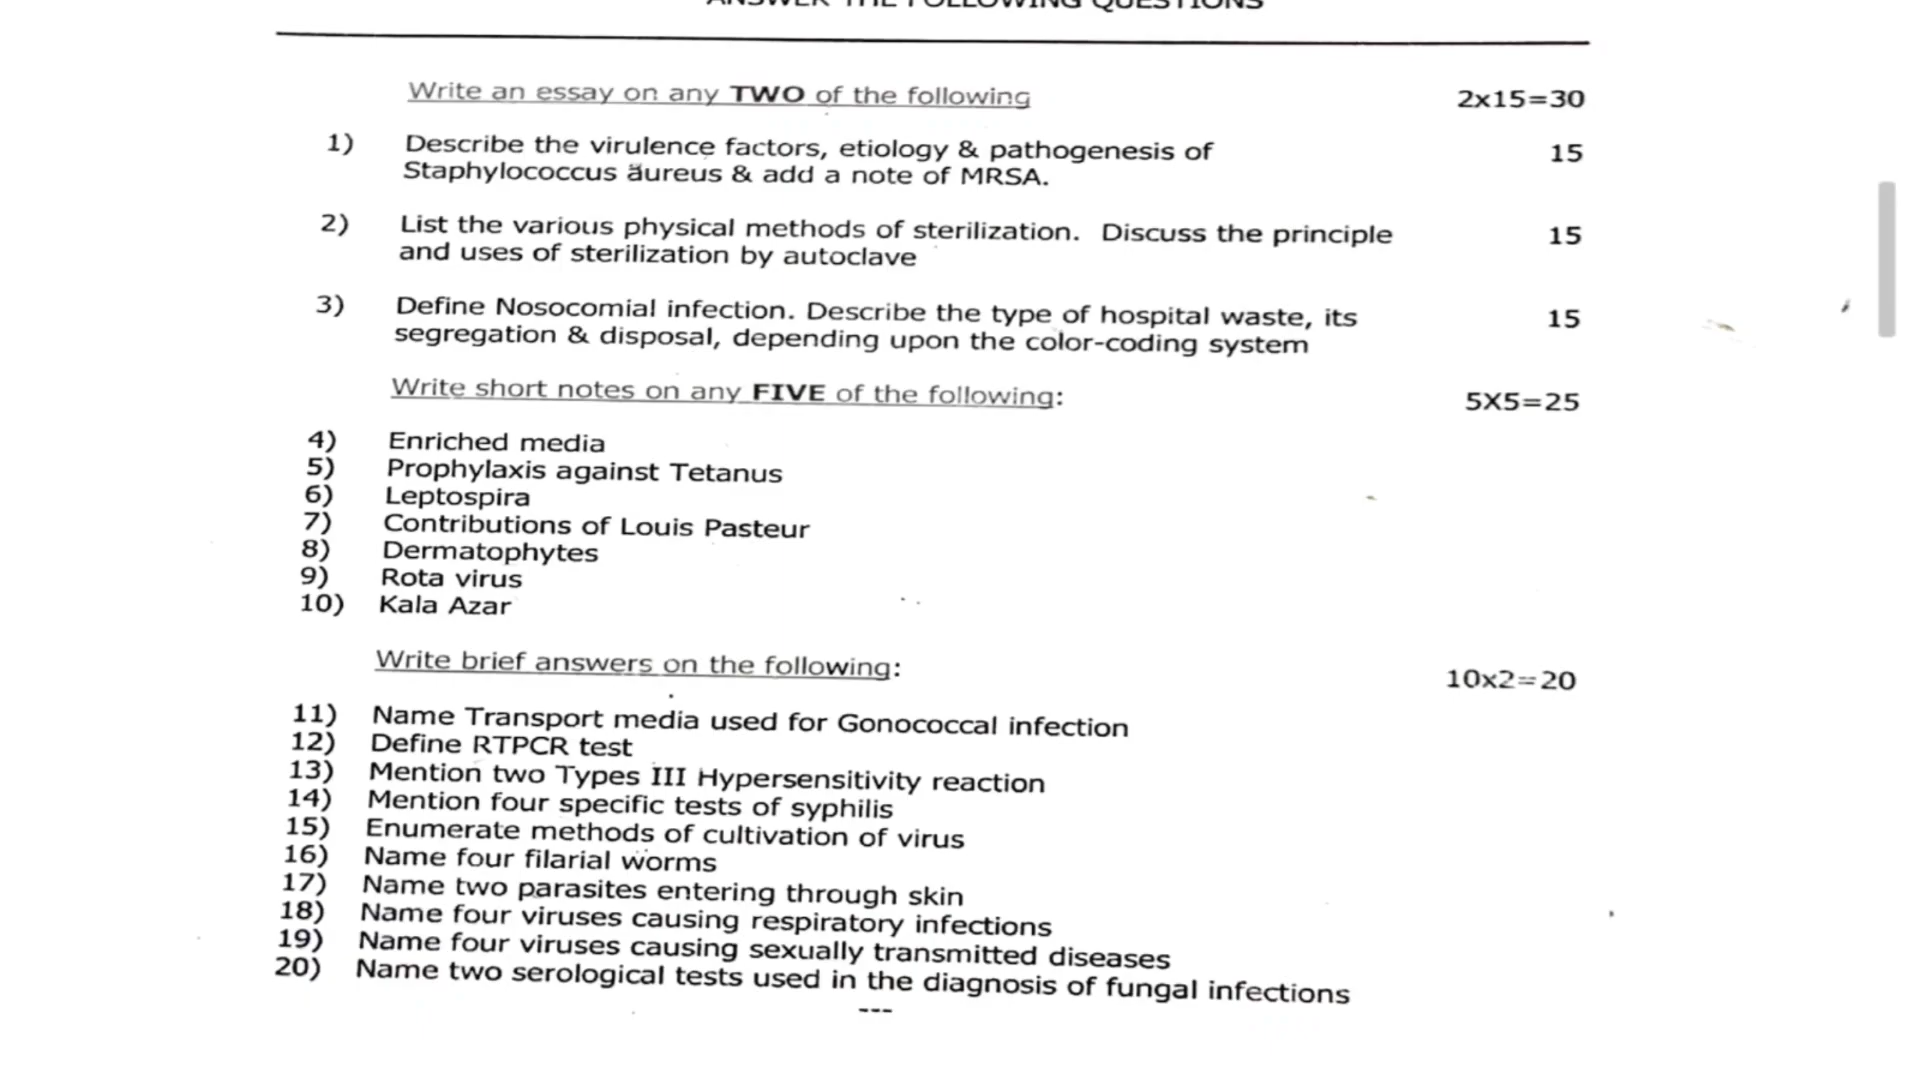 ANSWER THE FOLLOWING QUESTIONS
Write an essay on any TWO of the following 2x15=30
1) Describe the virulence factors, etiology & pathogenesis of 15
Staphylococcus aureus & add a note of MRSA.
2) List the various physical methods of sterilization. Discuss the principle 15
and uses of sterilization by autoclave
3) Define Nosocomial infection. Describe the type of hospital waste, its 15
segregation & disposal, depending upon the color-coding system
Write short notes on any FIVE of the following: 5X5=25
4) Enriched media
5) Prophylaxis against Tetanus
6) Leptospira
7) Contributions of Louis Pasteur
8) Dermatophytes
9) Rota virus
10) Kala Azar
Write brief answers on the following: 10x2=20
11) Name Transport media used for Gonococcal infection
12) Define RTPCR test
13) Mention two Types III Hypersensitivity reaction
14) Mention four specific tests of syphilis
15) Enumerate methods of cultivation of virus
16) Name four filarial worms
17) Name two parasites entering through skin
18) Name four viruses causing respiratory infections
19) Name four viruses causing sexually transmitted diseases
20) Name two serological tests used in the diagnosis of fungal infections
---